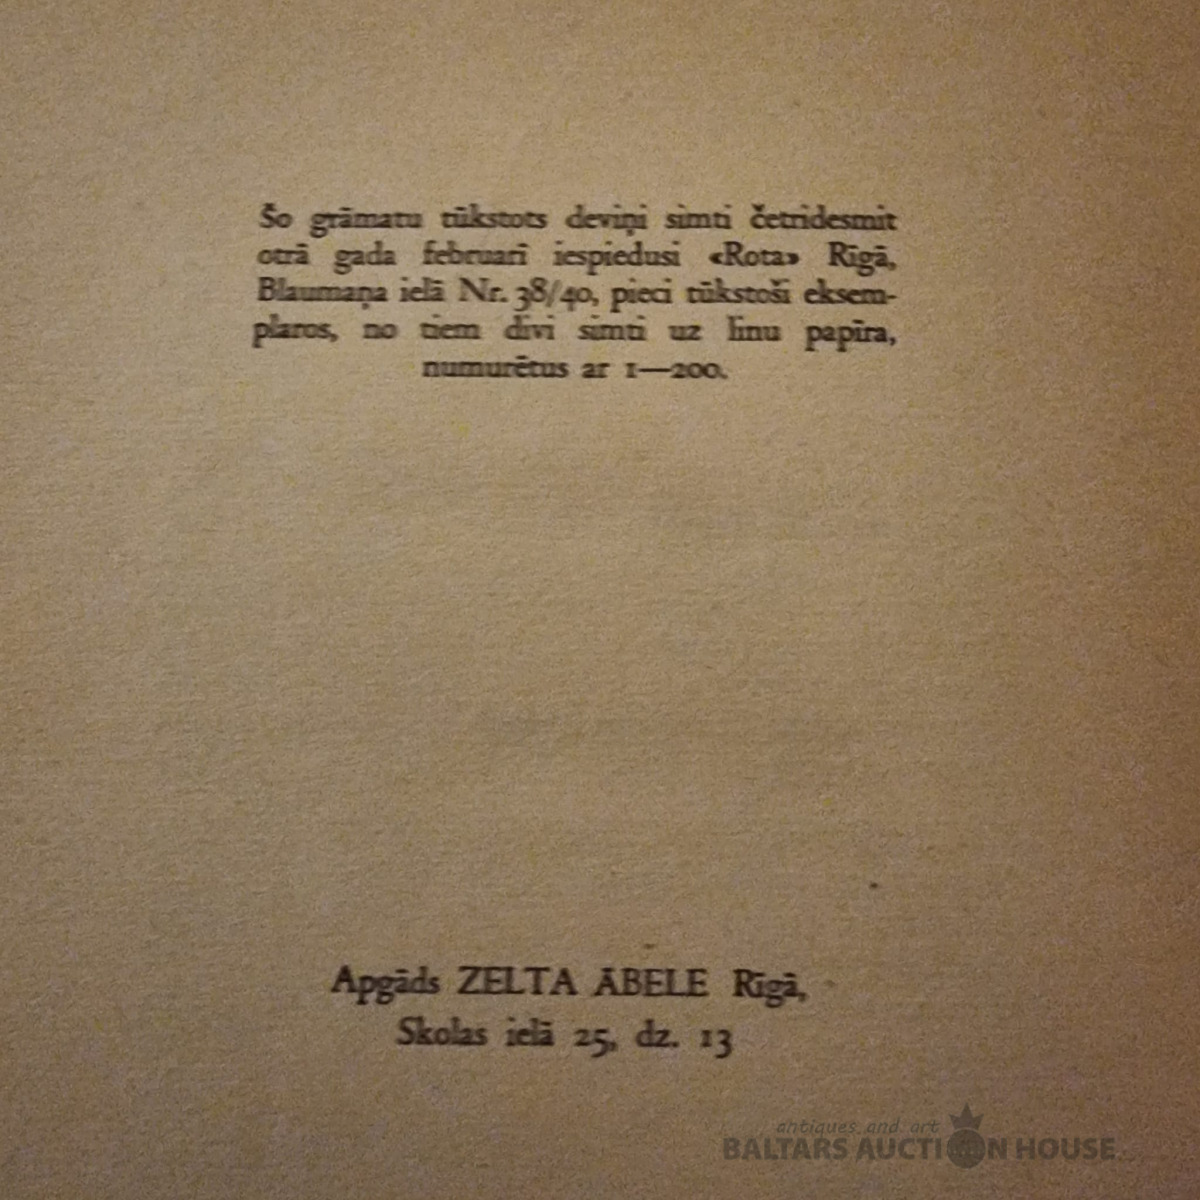 Šo grāmatu tūkstots deviņi simti četridesmit
otrā gada februarī iespiedusi «Rota» Rīgā,
Blaumaņa ielā Nr. 38/40, pieci tūkstoši eksem-
plaros, no tiem divi simti uz linu papīra,
numurētus ar 1—200.
Apgāds ZELTA ĀBELE Rīgā,
Skolas ielā 25, dz. 13
antiques and art
BALTARS AUCTION HOUSE